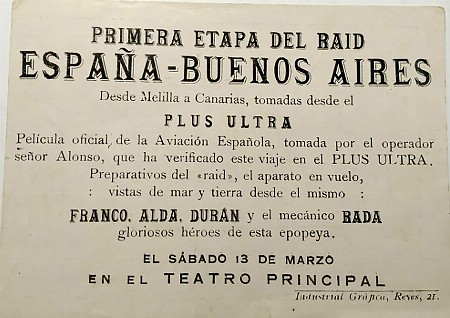 PRIMERA ETAPA DEL RAID
ESPAÑA-BUENOS AIRES
Desde Melilla a Canarias, tomadas desde el
PLUS ULTRA
Película oficial, de la Aviación Española, tomada por el operador
señor Alonso, que ha verificado este viaje en el PLUS ULTRA.
Preparativos del «raid», el aparato en vuelo,
: vistas de mar y tierra desde el mismo :
FRANCO, ALDA, DURÁN y el mecánico RADA
gloriosos héroes de esta epopeya.
EL SÁBADO 13 DE MARZO
EN EL TEATRO PRINCIPAL
Industrial Gráfica, Reyes, 21.